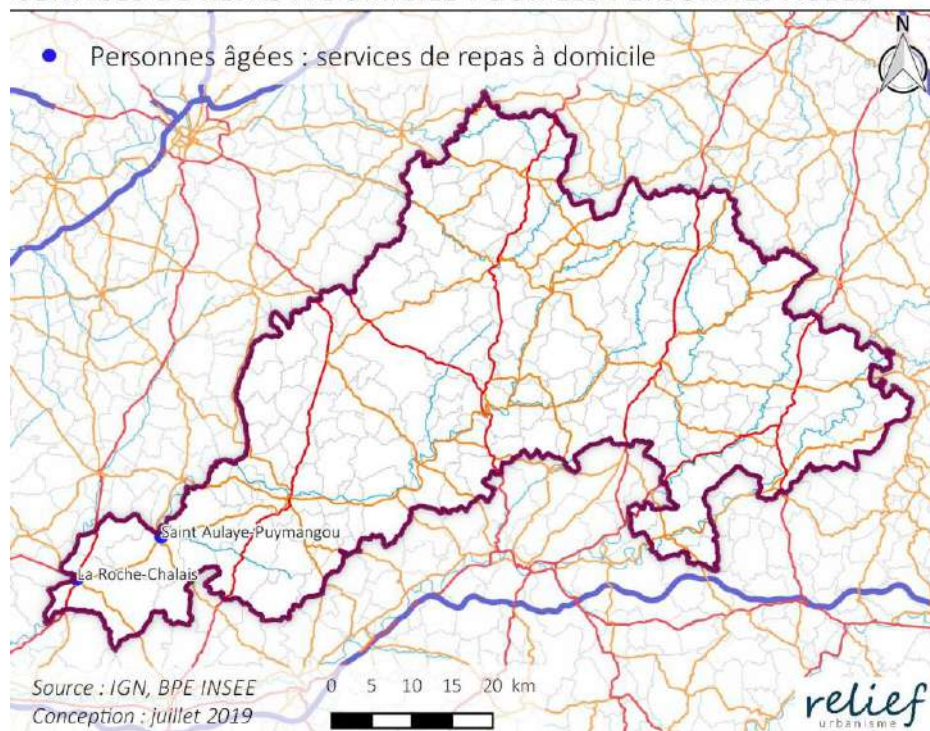 Personnes âgées : services de repas à domicile
N
Saint Aulaye-Puymangou
La Roche-Chalais
Source : IGN, BPE INSEE
Conception : juillet 2019
0 5 10 15 20 km
relief
urbanisme